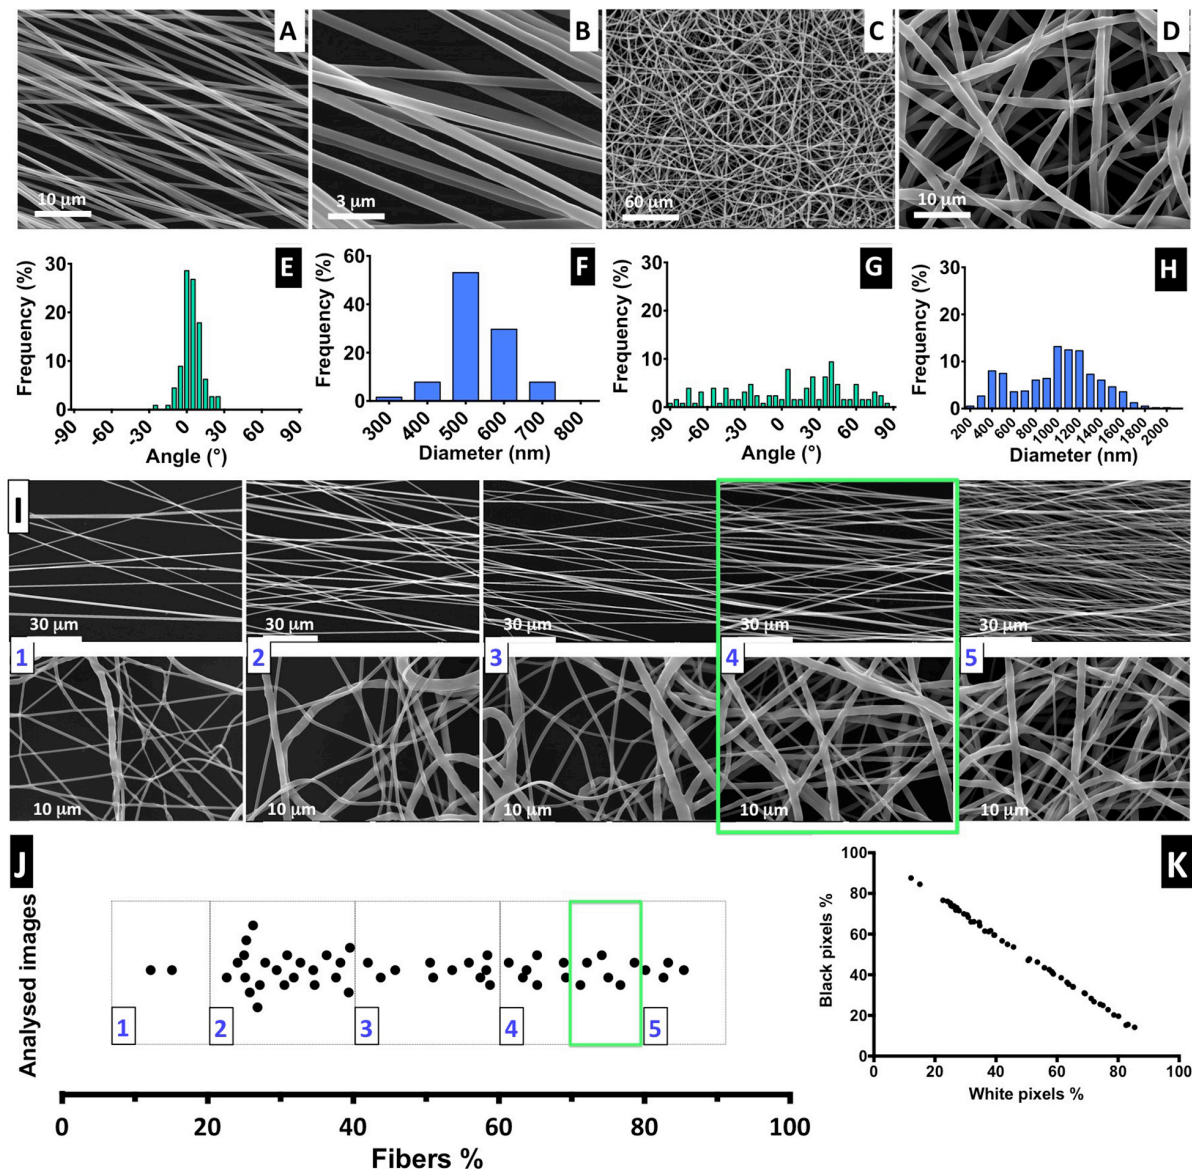 A
B
C
D
10 μm
3 μm
60 μm
10 μm
E
F
G
H
Frequency (%)
30
20
10
0
-90
-60
-30
0
30
60
90
Angle (°)
Frequency (%)
60
40
20
0
300
400
500
600
700
800
Diameter (nm)
Frequency (%)
30
20
10
0
-90
-60
-30
0
30
60
90
Angle (°)
Frequency (%)
30
20
10
0
200
400
600
800
1000
1200
1400
1600
1800
2000
Diameter (nm)
I
30 μm
30 μm
30 μm
30 μm
30 μm
1
2
3
4
5
10 μm
10 μm
10 μm
10 μm
10 μm
J
Analysed images
1
2
3
4
5
0
20
40
60
80
100
Fibers %
K
Black pixels %
100
80
60
40
20
0
0
20
40
60
80
100
White pixels %